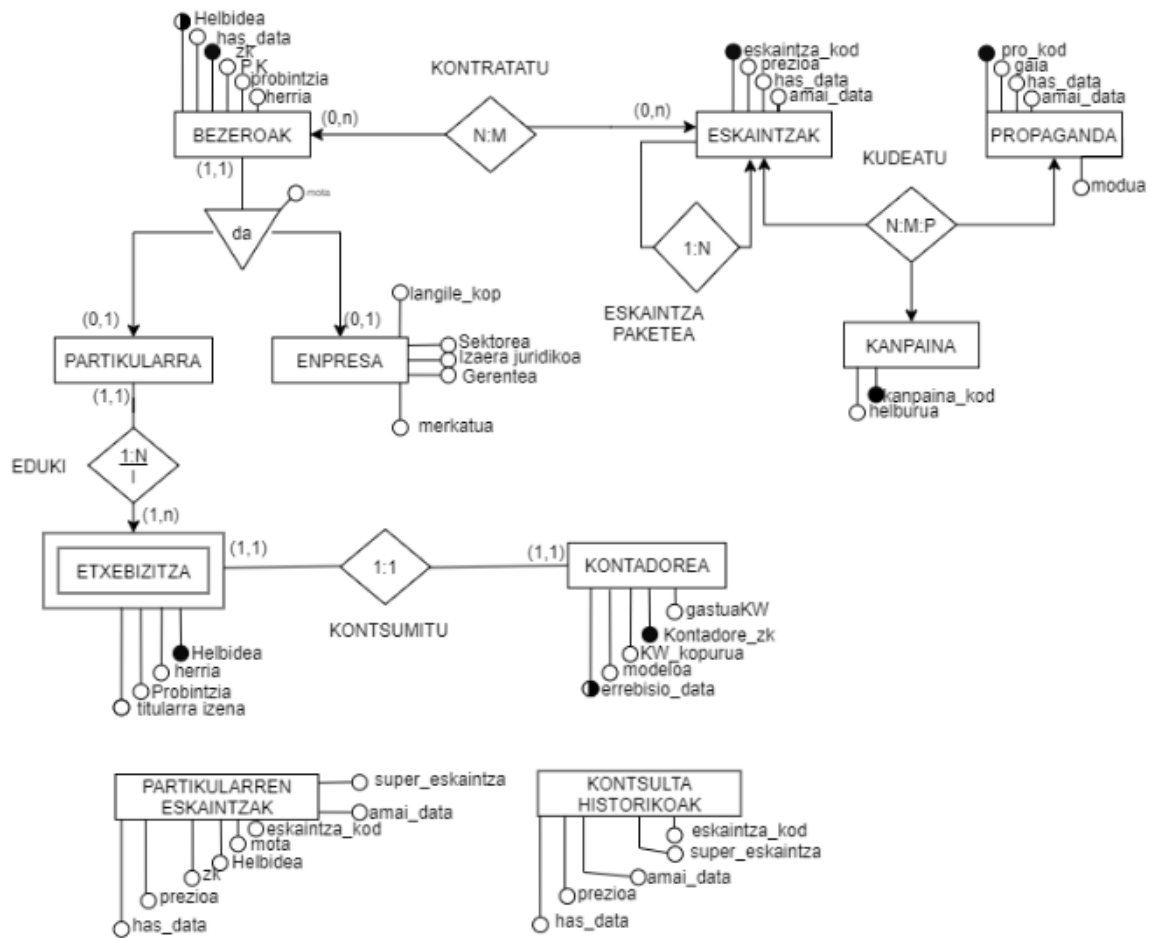 Helbidea
has_data
zk
P.K
probintzia
herria
KONTRATATU
eskaintza_kod
prezioa
has_data
amai_data
pro_kod
gaia
has_data
amai_data
BEZEROAK
(0,n)
N:M
(0,n)
ESKAINTZAK
PROPAGANDA
KUDEATU
modua
(1,1)
mota
da
1:N
N:M:P
ESKAINTZA
PAKETEA
langile_kop
(0,1)
(0,1)
PARTIKULARRA
ENPRESA
Sektorea
Izaera juridikoa
Gerentea
KANPAINA
kanpaina_kod
helburua
(1,1)
merkatua
EDUKI
1:N
I
(1,n)
ETXEBIZITZA
(1,1)
1:1
(1,1)
KONTADOREA
KONTSUMITU
gastuaKW
Kontadore_zk
KW_kopurua
modeloa
errebisio_data
Helbidea
herria
Probintzia
titularra izena
PARTIKULARREN
ESKAINTZAK
super_eskaintza
amai_data
eskaintza_kod
mota
Helbidea
zk
prezioa
has_data
KONTSULTA
HISTORIKOAK
eskaintza_kod
super_eskaintza
amai_data
prezioa
has_data